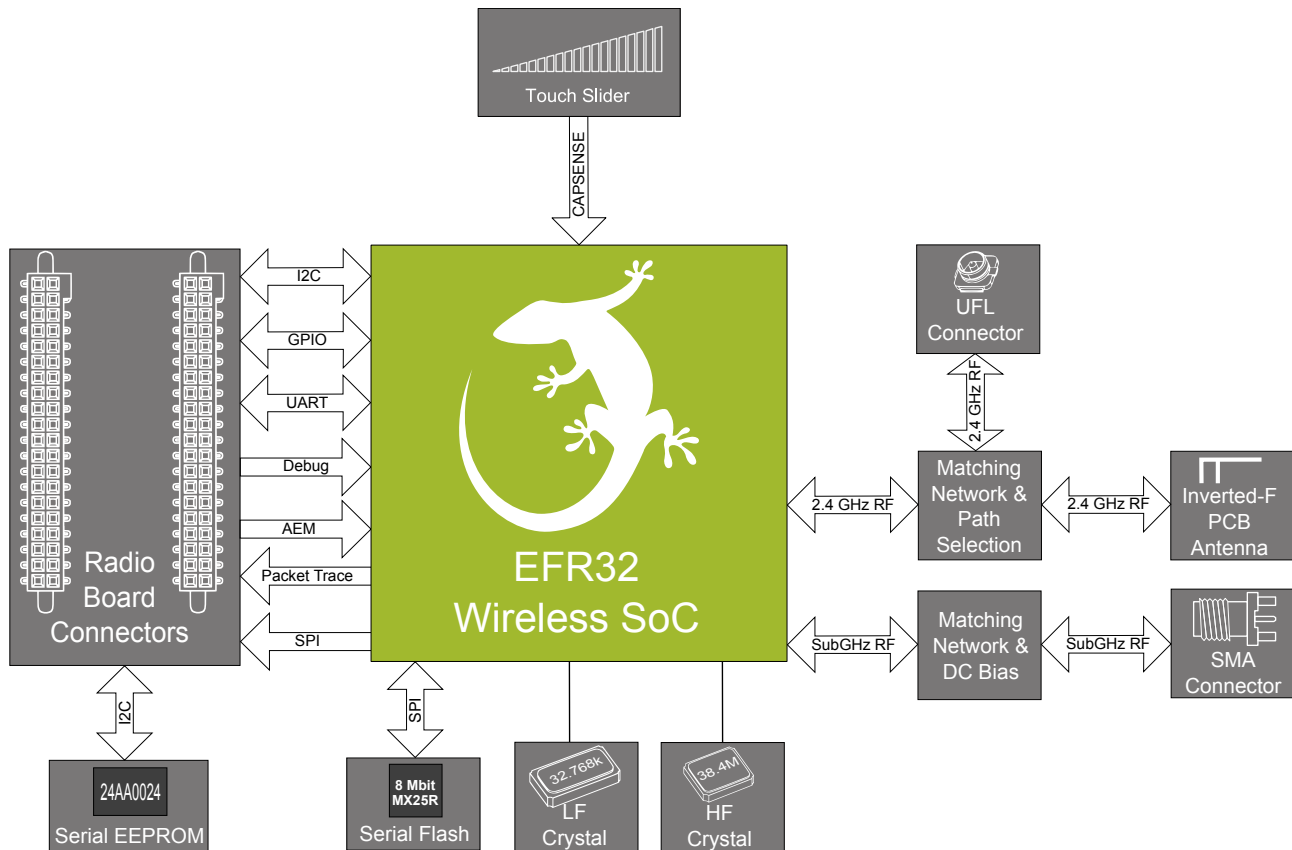 Touch Slider
CAPSENSE
I2C
GPIO
UART
Debug
AEM
Packet Trace
SPI
Radio
Board
Connectors
EFR32
Wireless SoC
UFL
Connector
2.4 GHz RF
2.4 GHz RF
Matching
Network &
Path
Selection
2.4 GHz RF
Inverted-F
PCB
Antenna
SubGHz RF
Matching
Network &
DC Bias
SubGHz RF
SMA
Connector
I2C
24AA0024
Serial EEPROM
SPI
8 Mbit
MX25R
Serial Flash
32.768k
LF
Crystal
38.4M
HF
Crystal